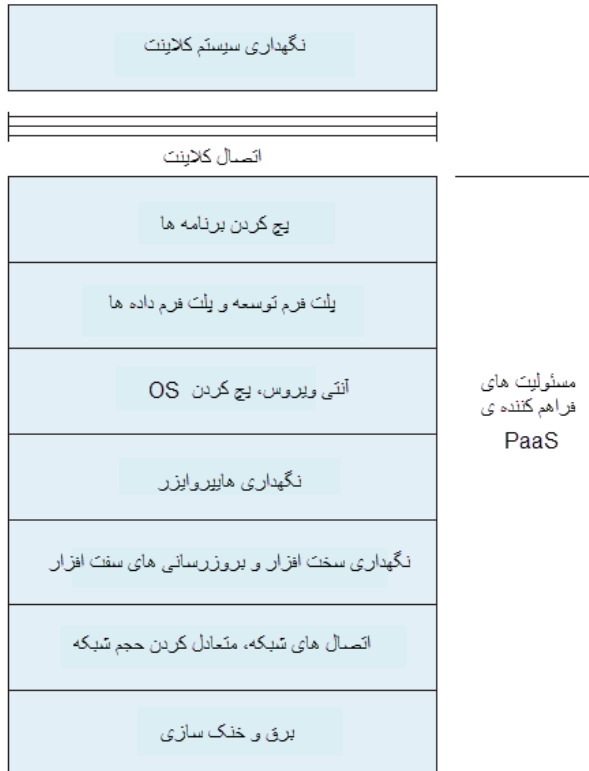 نگهداری سیستم کلاینت
اتصال کلاینت
پچ کردن برنامه ها
پلت فرم توسعه و پلت فرم داده ها
آنتی ویروس، پچ کردن OS
نگهداری هایپروایزر
نگهداری سخت افزار و بروزرسانی های سفت افزار
اتصال های شبکه، متعادل کردن حجم شبکه
برق و خنک سازی
مسئولیت های
فراهم کننده ی
PaaS